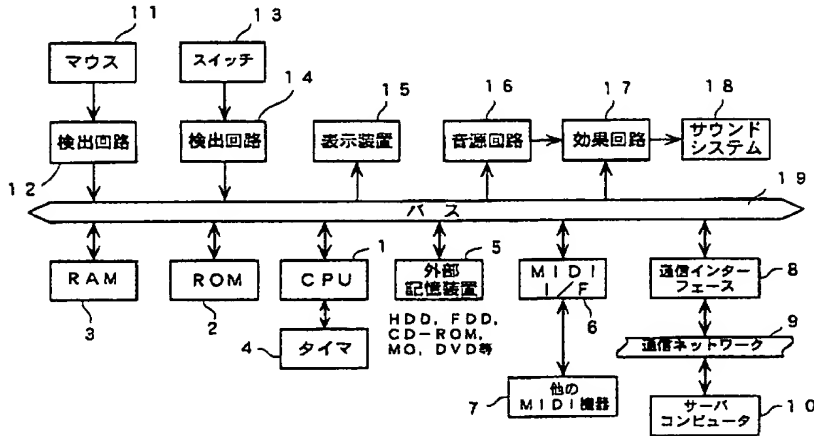 11
13
マウス
スイッチ
14
15
16
17
18
検出回路
検出回路
表示装置
音源回路
効果回路
サウンド
システム
12
19
バス
1
5
RAM
ROM
CPU
外部
記憶装置
MIDI
I/F
通信インター
フェース
8
3
2
6
HDD, FDD,
CD-ROM,
MO, DVD等
4
タイマ
9
通信ネットワーク
7
他の
MIDI機器
サーバ
コンピュータ
10